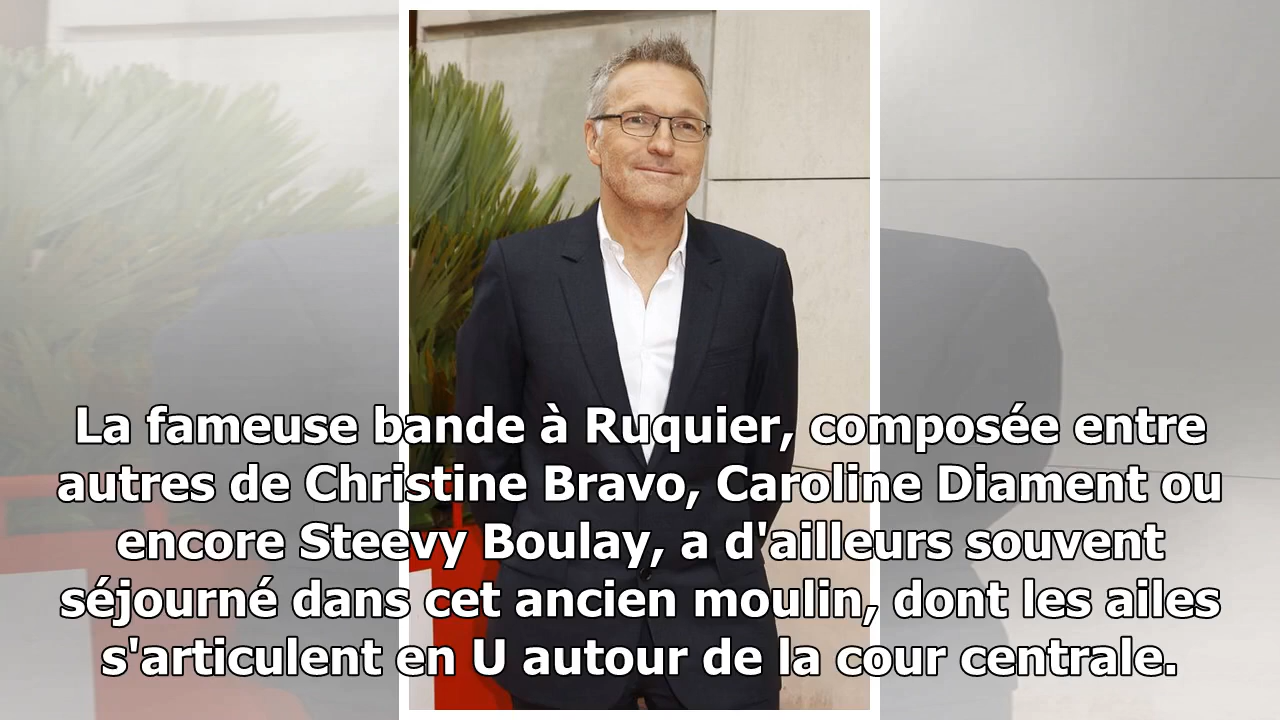 La fameuse bande à Ruquier, composée entre
autres de Christine Bravo, Caroline Diament ou
encore Steevy Boulay, a d'ailleurs souvent
séjourné dans cet ancien moulin, dont les ailes
s'articulent en U autour de la cour centrale.